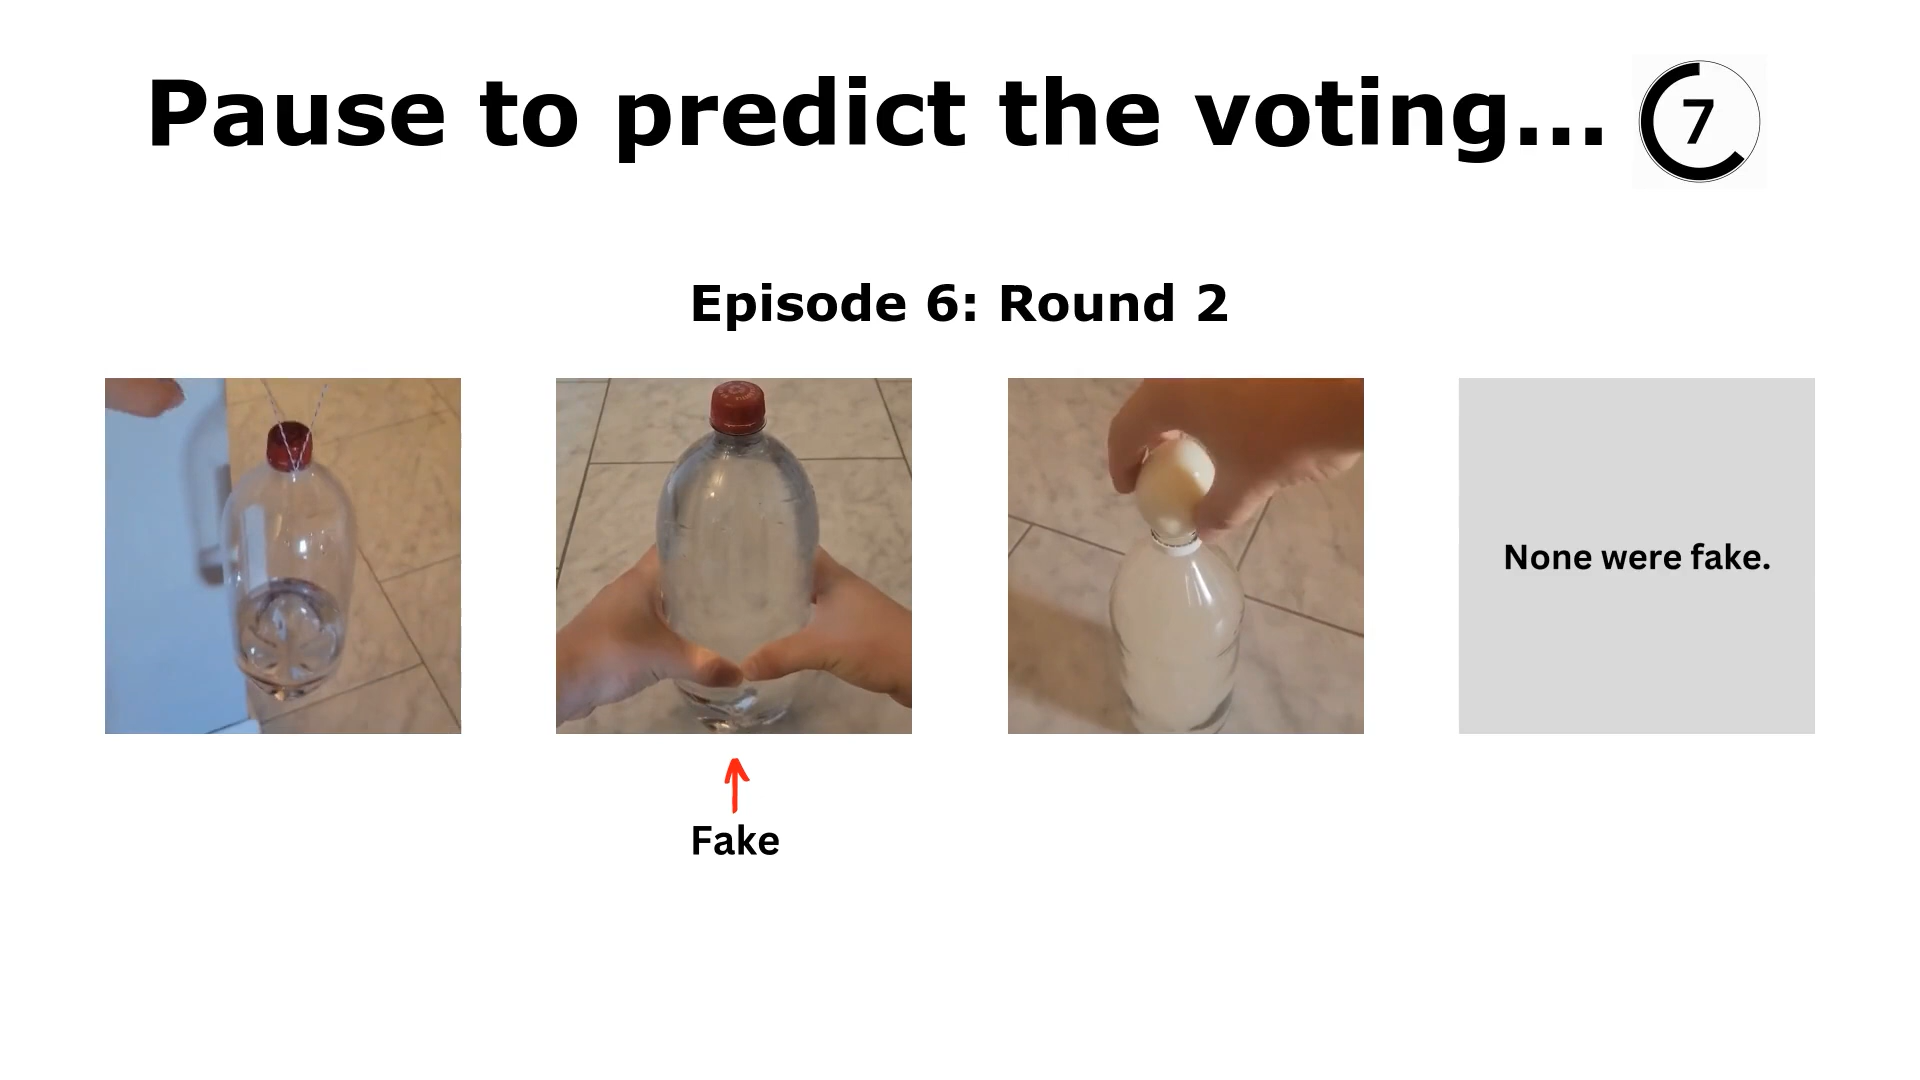 Pause to predict the voting... 7
Episode 6: Round 2
None were fake.
Fake